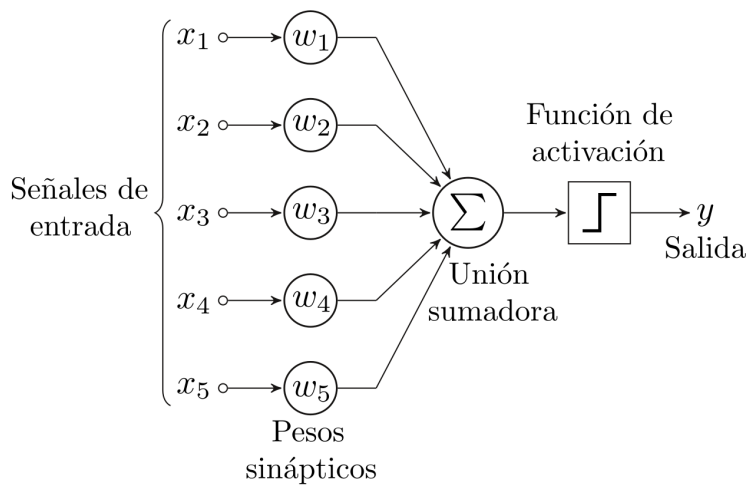 x₁ w₁
x₂ w₂
Función de
activación
Señales de
entrada
x₃ w₃
∑
y
Salida
Unión
sumadora
x₄ w₄
x₅ w₅
Pesos
sinápticos